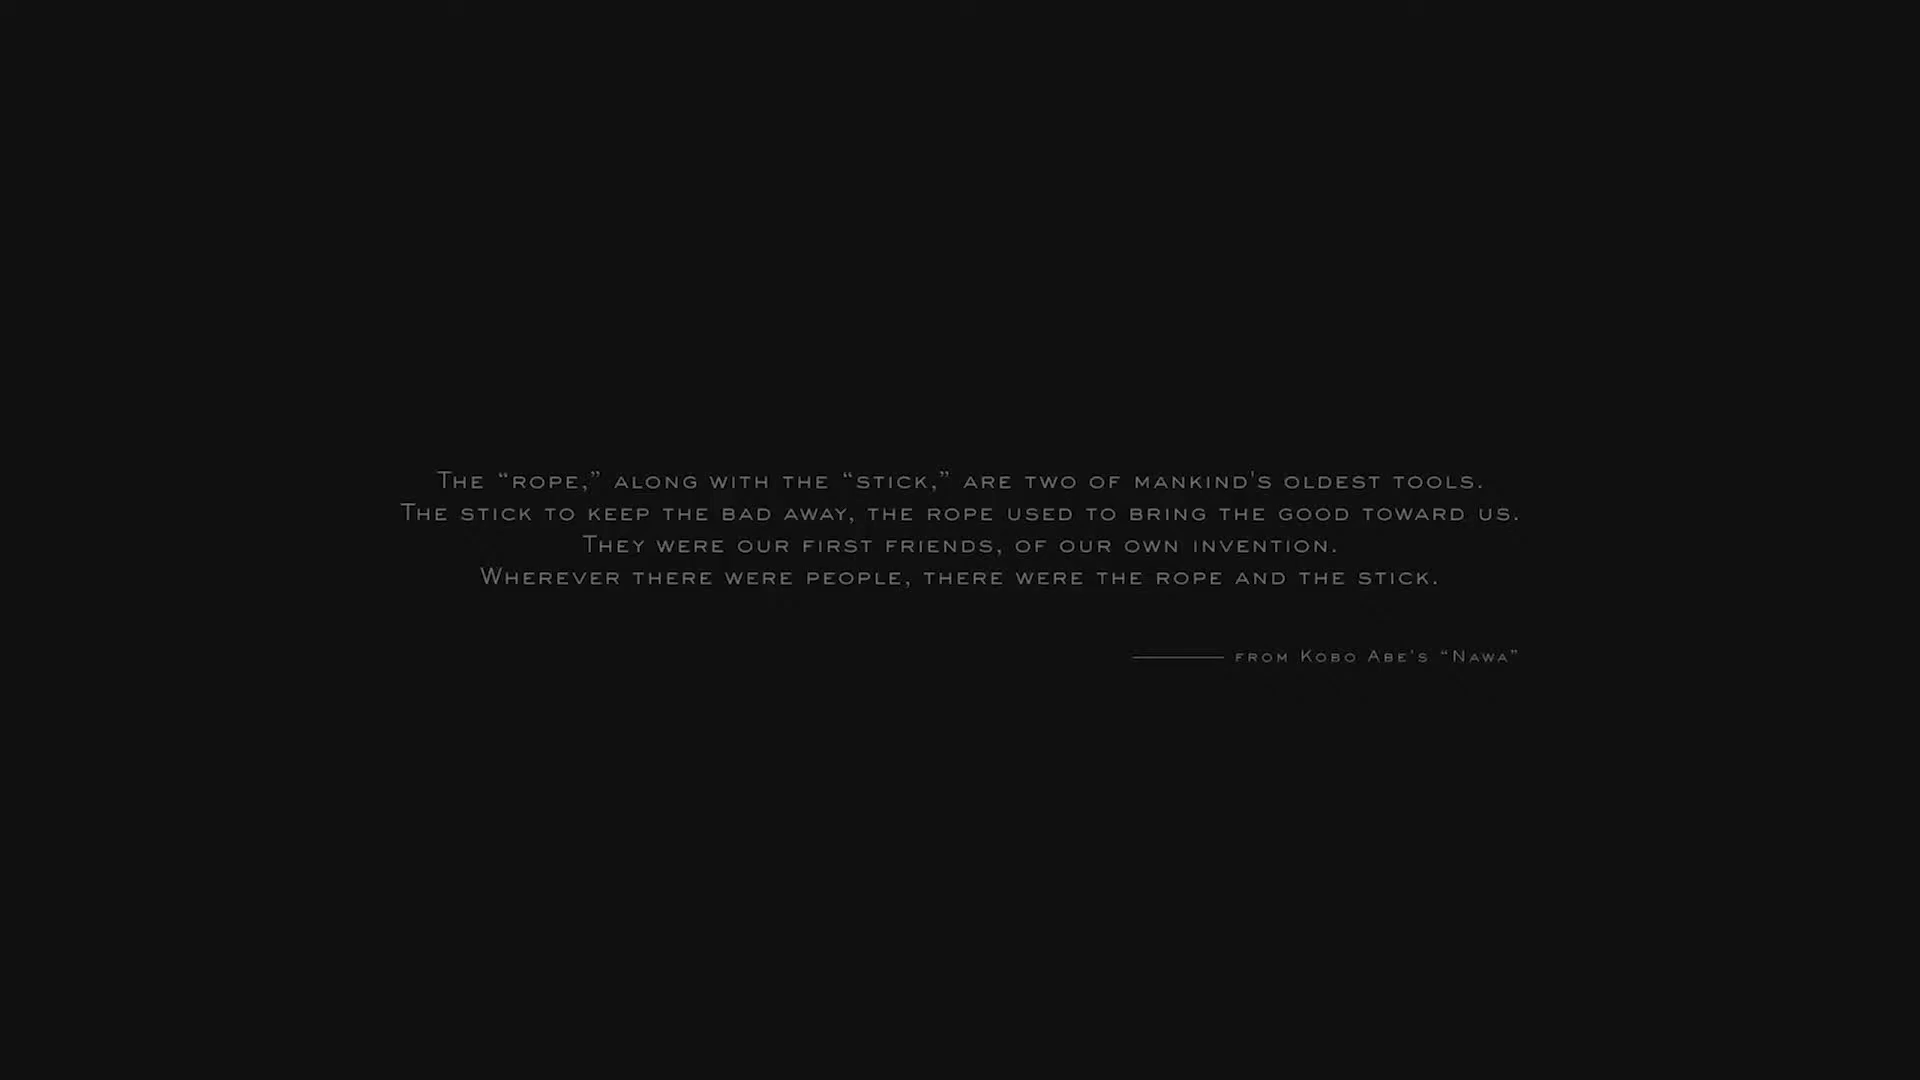 The “rope,” along with the “stick,” are two of mankind's oldest tools.
The stick to keep the bad away, the rope used to bring the good toward us.
They were our first friends, of our own invention.
Wherever there were people, there were the rope and the stick.
from Kobo Abe's “Nawa”